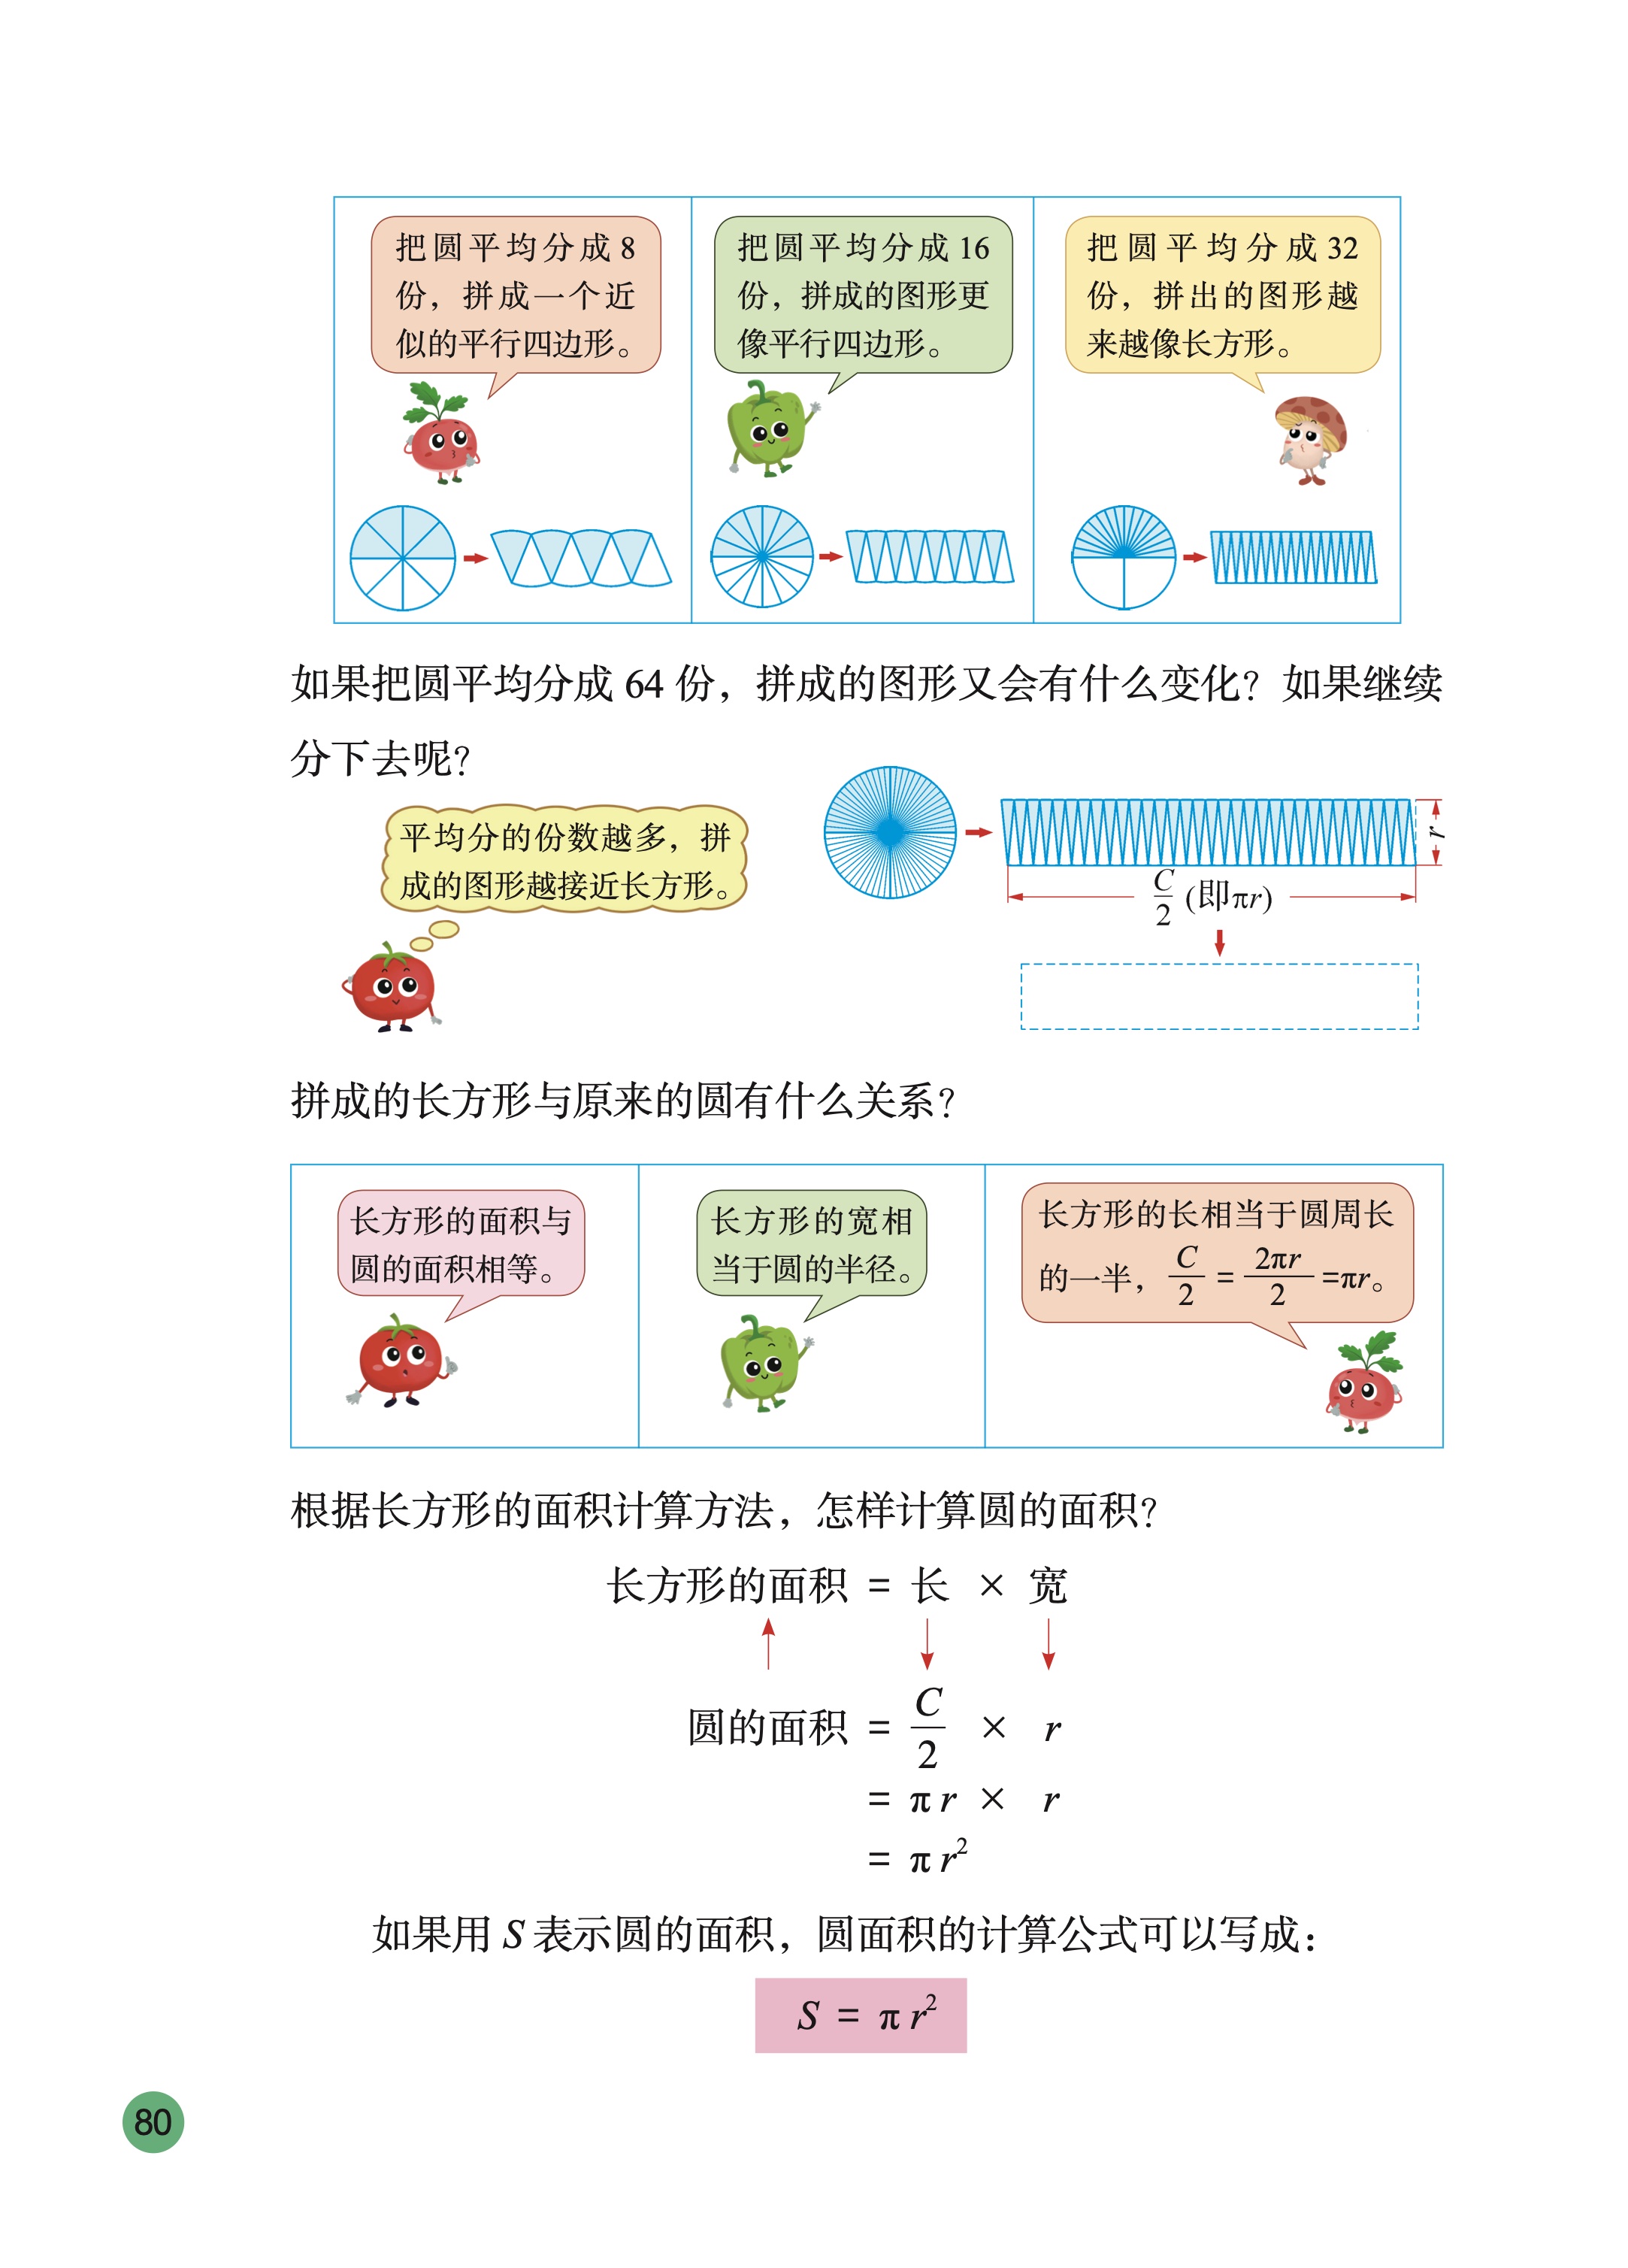 把圆平均分成 8
份，拼成一个近
似的平行四边形。
把圆平均分成 16
份，拼成的图形更
像平行四边形。
把圆平均分成 32
份，拼出的图形越
来越像长方形。
如果把圆平均分成 64 份，拼成的图形又会有什么变化？如果继续
分下去呢？
平均分的份数越多，拼
成的图形越接近长方形。
r
C/2 (即πr)
拼成的长方形与原来的圆有什么关系？
长方形的面积与
圆的面积相等。
长方形的宽相
当于圆的半径。
长方形的长相当于圆周长
的一半，C/2 = 2πr/2 =πr。
根据长方形的面积计算方法，怎样计算圆的面积？
长方形的面积 = 长 × 宽
圆的面积 = C/2 × r
= π r × r
= π r²
如果用 S 表示圆的面积，圆面积的计算公式可以写成：
S = π r²
80